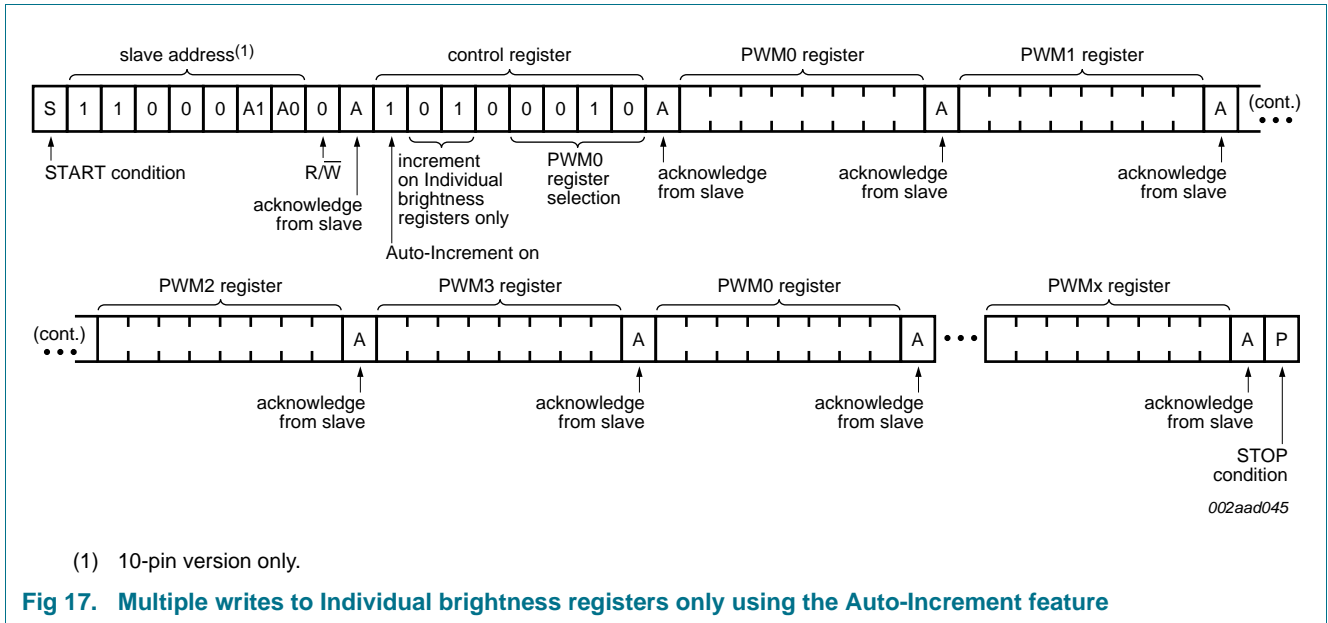 slave address(1) control register PWM0 register PWM1 register
S 1 1 0 0 0 A1 A0 0 A 1 0 1 0 0 0 1 0 A A A (cont.)
START condition
R/W
acknowledge
from slave
Auto-Increment on
increment
on Individual
brightness
registers only
PWM0
register
selection
acknowledge
from slave
acknowledge
from slave
acknowledge
from slave
PWM2 register PWM3 register PWM0 register PWMx register
(cont.) A A A A P
acknowledge
from slave
acknowledge
from slave
acknowledge
from slave
acknowledge
from slave
STOP
condition
002aad045
(1) 10-pin version only.
Fig 17. Multiple writes to Individual brightness registers only using the Auto-Increment feature